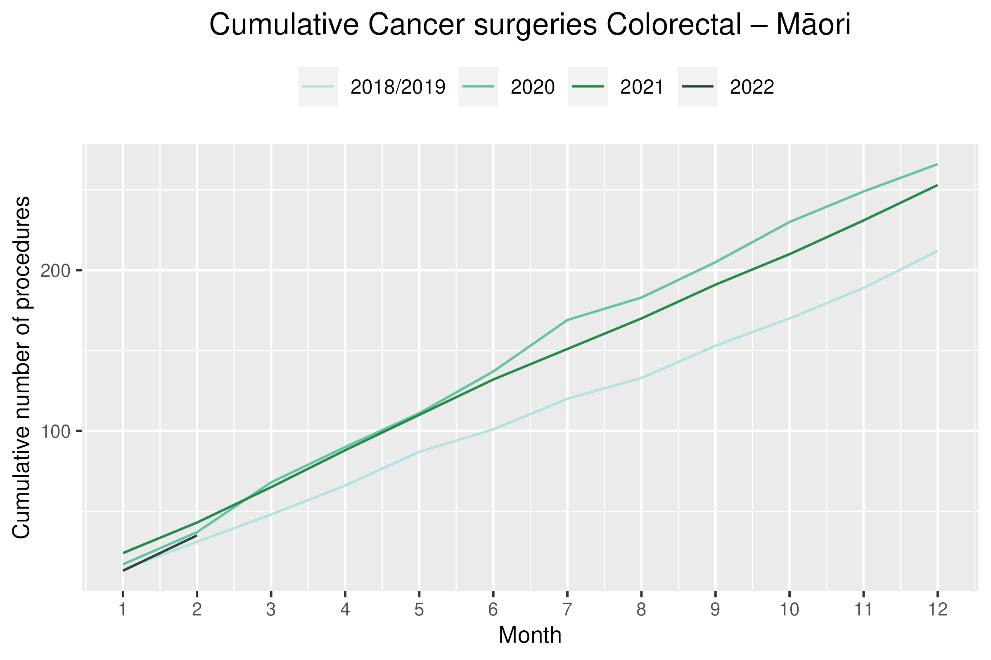 Cumulative Cancer surgeries Colorectal – Māori
2018/2019 2020 2021 2022
Cumulative number of procedures
200
100
1 2 3 4 5 6 7 8 9 10 11 12
Month